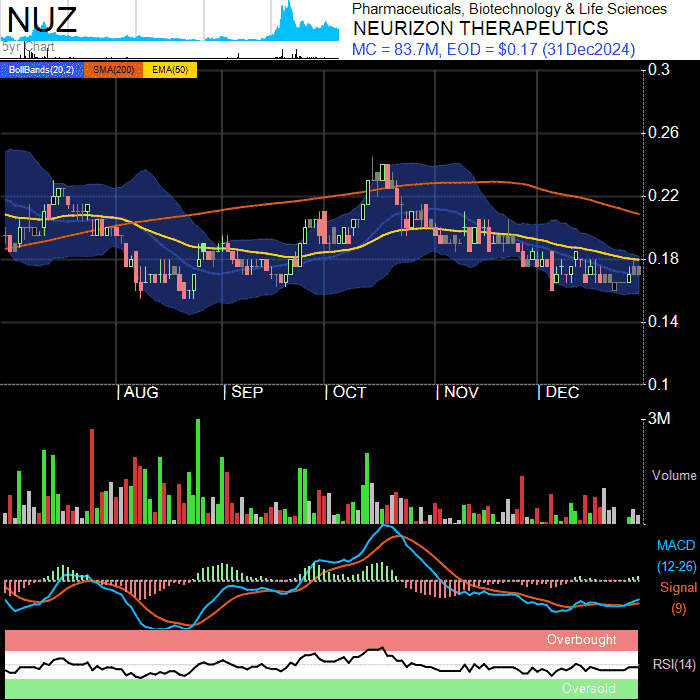 NUZ
5yr Chart
Pharmaceuticals, Biotechnology & Life Sciences
NEURIZON THERAPEUTICS
MC = 83.7M, EOD = $0.17 (31Dec2024)
BollBands(20,2) SMA(200) EMA(50)
0.3
0.26
0.22
0.18
0.14
0.1
AUG SEP OCT NOV DEC
3M
Volume
MACD
(12-26)
Signal
(9)
Overbought
RSI(14)
Oversold